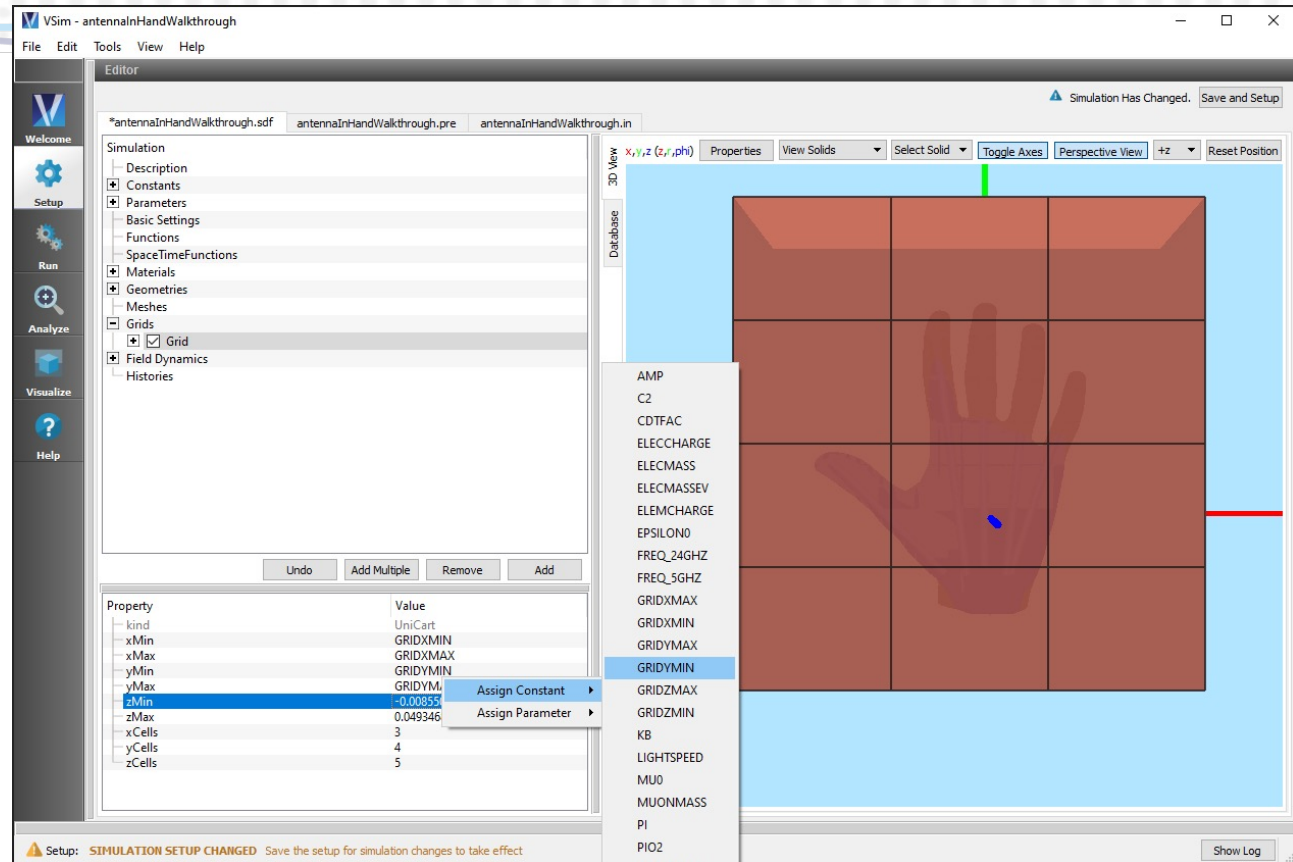 VSim - antennaInHandWalkthrough
File Edit Tools View Help
Editor
Simulation Has Changed. Save and Setup
*antennaInHandWalkthrough.sdf antennaInHandWalkthrough.pre antennaInHandWalkthrough.in
Welcome
Setup
Run
Analyze
Visualize
Help
Simulation
Description
Constants
Parameters
Basic Settings
Functions
SpaceTimeFunctions
Materials
Geometries
Meshes
Grids
Grid
Field Dynamics
Histories
Undo Add Multiple Remove Add
Property Value
kind UniCart
xMin GRIDXMIN
xMax GRIDXMAX
yMin GRIDYMIN
yMax GRIDYMA
zMin -0.00855
zMax 0.049346
xCells 3
yCells 4
zCells 5
Assign Constant
Assign Parameter
AMP
C2
CDTFAC
ELECCHARGE
ELECMASS
ELECMASSEV
ELEMCHARGE
EPSILON0
FREQ_24GHZ
FREQ_5GHZ
GRIDXMAX
GRIDXMIN
GRIDYMAX
GRIDYMIN
GRIDZMAX
GRIDZMIN
KB
LIGHTSPEED
MU0
MUONMASS
PI
PIO2
3D View
Database
x,y,z (z,r,phi) Properties View Solids Select Solid Toggle Axes Perspective View +z Reset Position
Setup: SIMULATION SETUP CHANGED Save the setup for simulation changes to take effect
Show Log